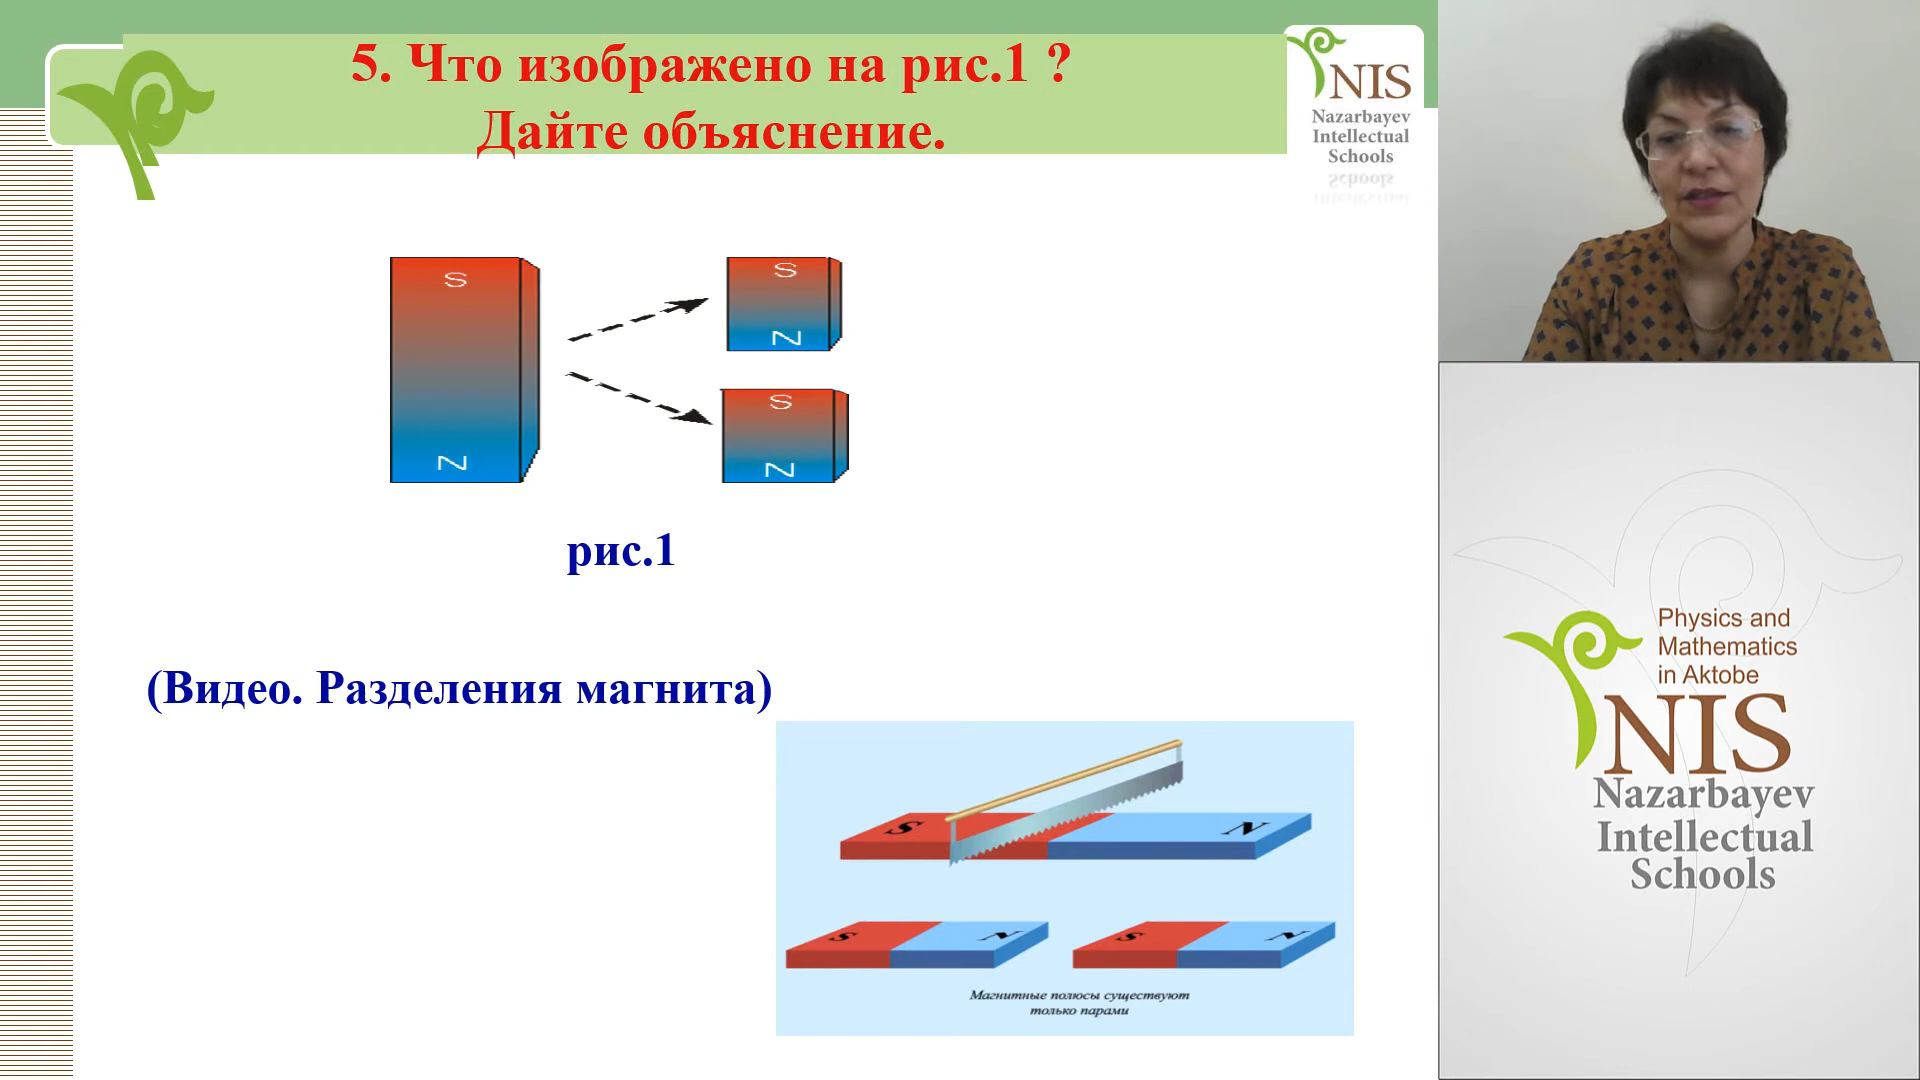 5. Что изображено на рис.1 ?
Дайте объяснение.
NIS
Nazarbayev
Intellectual
Schools
S
N
S
N
S
N
рис.1
(Видео. Разделения магнита)
S
N
S
N
S
N
Магнитные полюсы существуют
только парами
Physics and
Mathematics
in Aktobe
NIS
Nazarbayev
Intellectual
Schools